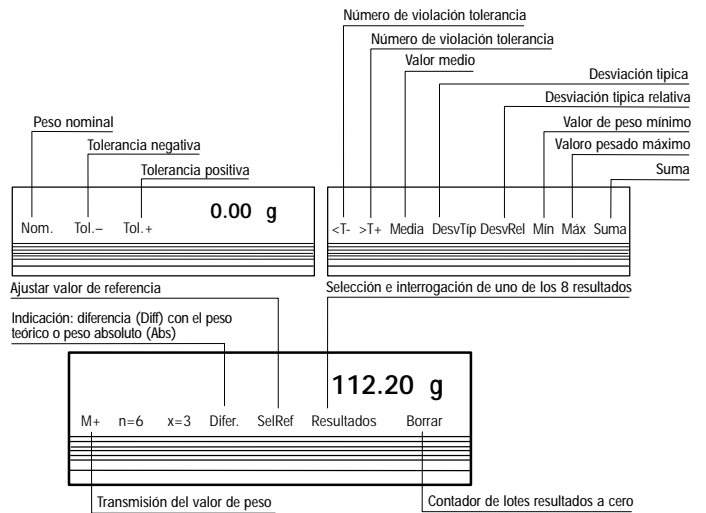 Número de violación tolerancia
Número de violación tolerancia
Valor medio
Desviación tipica
Desviación tipica relativa
Peso nominal
Valor de peso mínimo
Tolerancia negativa
Valoro pesado máximo
Tolerancia positiva
Suma
0.00 g
Nom. Tol.– Tol.+
<T- >T+ Media DesvTíp DesvRel Mín Máx Suma
Ajustar valor de referencia
Selección e interrogación de uno de los 8 resultados
Indicación: diferencia (Diff) con el peso
teórico o peso absoluto (Abs)
112.20 g
M+ n=6 x=3 Difer. SelRef Resultados Borrar
Transmisión del valor de peso
Contador de lotes resultados a cero